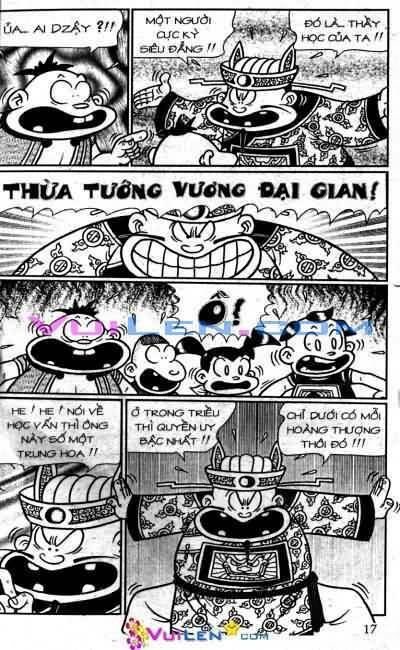 ỦA... AI DZẬY ?!!
MỘT NGƯỜI
CỰC KỲ
SIÊU ĐẲNG !!
ĐÓ LÀ... THẦY
HỌC CỦA TA !!
THỪA TƯỚNG VƯƠNG ĐẠI GIAN!
Ồ!
VUILEN.COM
HE ! HE ! NÓI VỀ
HỌC VẤN THÌ ÔNG
NÀY SỐ MỘT
TRUNG HOA !!
Ở TRONG TRIỀU
THÌ QUYỀN UY
BẬC NHẤT !!
CHỈ DƯỚI CÓ MỖI
HOÀNG THƯỢNG
THÔI ĐÓ !!!
17
VUILEN.COM